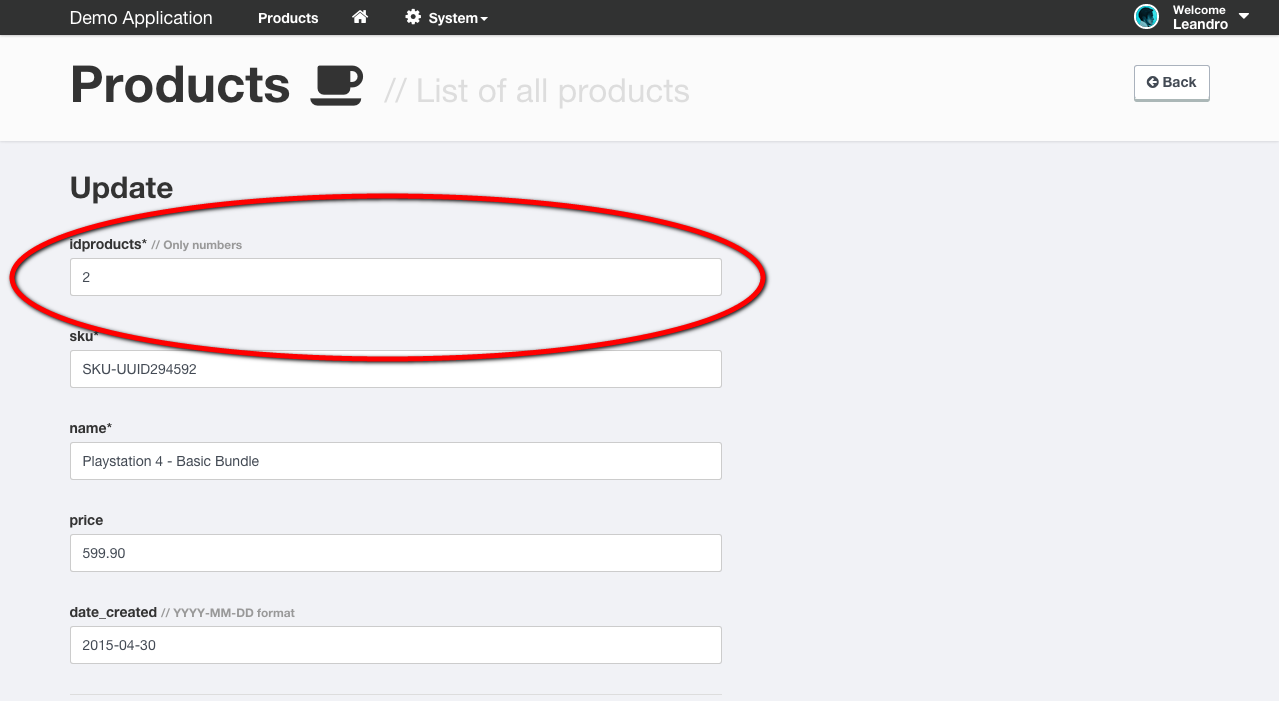 Demo Application Products System Welcome
Leandro
Products // List of all products Back
Update
idproducts* // Only numbers
2
sku*
SKU-UUID294592
name*
Playstation 4 - Basic Bundle
price
599.90
date_created // YYYY-MM-DD format
2015-04-30